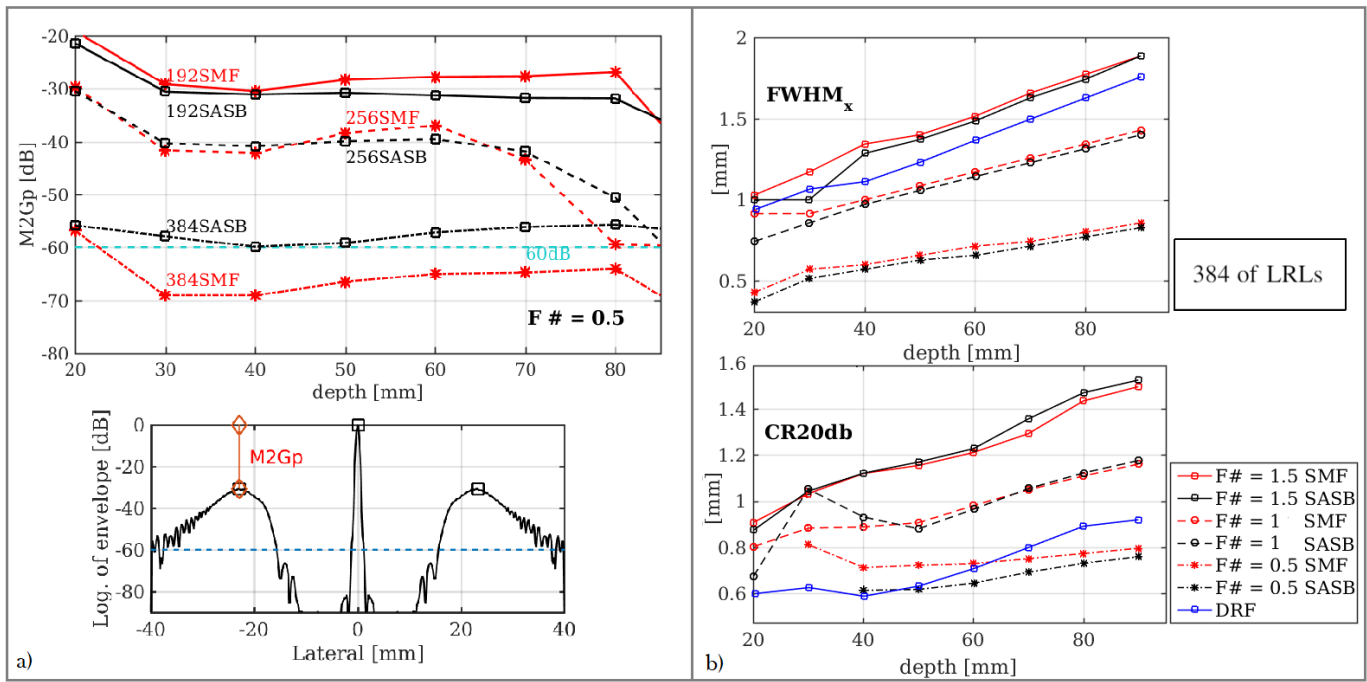 -20
-30
-40
-50
-60
-70
-80
M2Gp [dB]
192SMF
192SASB
256SMF
256SASB
384SASB
60dB
384SMF
F # = 0.5
20 30 40 50 60 70 80
depth [mm]
0
-20
-40
-60
-80
Log. of envelope [dB]
M2Gp
-40 -20 0 20 40
Lateral [mm]
a)
2
1.5
1
0.5
[mm]
FWHMx
20 40 60 80
depth [mm]
384 of LRLs
1.6
1.4
1.2
1
0.8
0.6
[mm]
CR20db
20 40 60 80
depth [mm]
F# = 1.5 SMF
F# = 1.5 SASB
F# = 1 SMF
F# = 1 SASB
F# = 0.5 SMF
F# = 0.5 SASB
DRF
b)